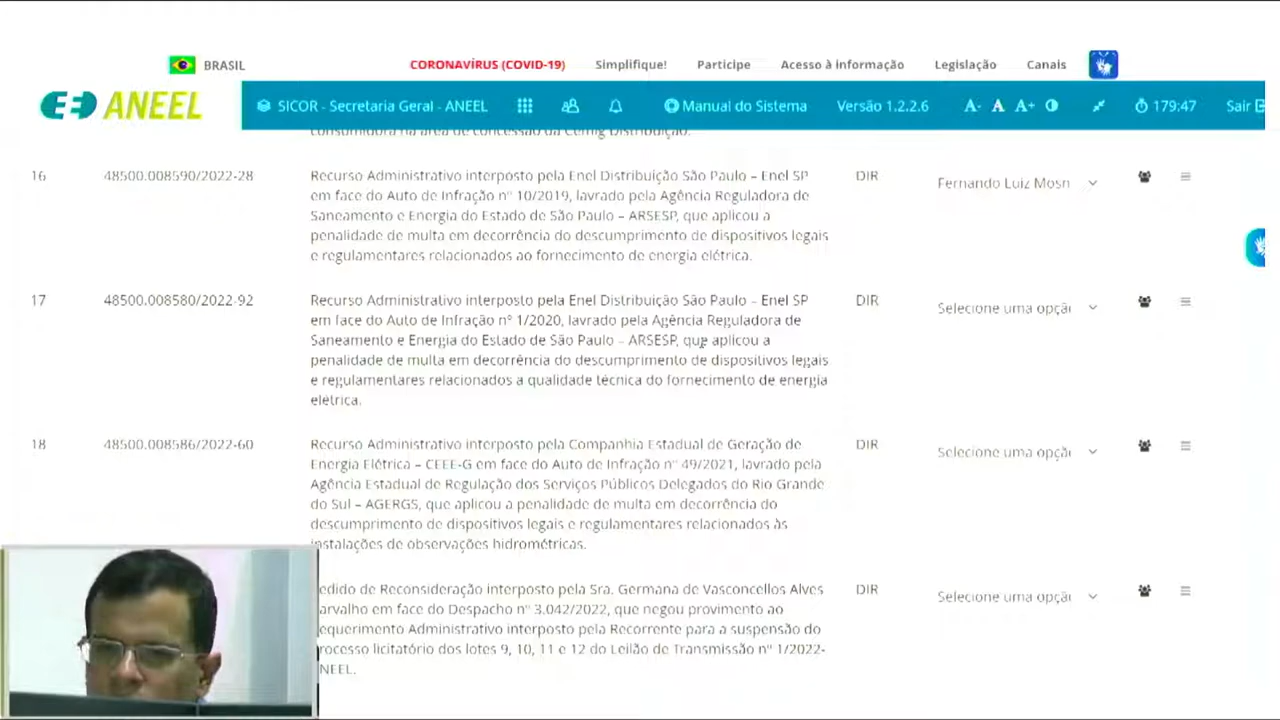 BRASIL
CORONAVÍRUS (COVID-19)
Simplifique!
Participe
Acesso à informação
Legislação
Canais
ANEEL
SICOR - Secretaria Geral - ANEEL
Manual do Sistema
Versão 1.2.2.6
A-
A
A+
179:47
Sair
consumidora na área de concessão da Cemig Distribuição.
16
48500.008590/2022-28
Recurso Administrativo interposto pela Enel Distribuição São Paulo – Enel SP
em face do Auto de Infração nº 10/2019, lavrado pela Agência Reguladora de
Saneamento e Energia do Estado de São Paulo – ARSESP, que aplicou a
penalidade de multa em decorrência do descumprimento de dispositivos legais
e regulamentares relacionados ao fornecimento de energia elétrica.
DIR
Fernando Luiz Mosn
17
48500.008580/2022-92
Recurso Administrativo interposto pela Enel Distribuição São Paulo – Enel SP
em face do Auto de Infração nº 1/2020, lavrado pela Agência Reguladora de
Saneamento e Energia do Estado de São Paulo – ARSESP, que aplicou a
penalidade de multa em decorrência do descumprimento de dispositivos legais
e regulamentares relacionados a qualidade técnica do fornecimento de energia
elétrica.
DIR
Selecione uma opçã
18
48500.008586/2022-60
Recurso Administrativo interposto pela Companhia Estadual de Geração de
Energia Elétrica – CEEE-G em face do Auto de Infração nº 49/2021, lavrado pela
Agência Estadual de Regulação dos Serviços Públicos Delegados do Rio Grande
do Sul – AGERGS, que aplicou a penalidade de multa em decorrência do
descumprimento de dispositivos legais e regulamentares relacionados às
instalações de observações hidrométricas.
DIR
Selecione uma opçã
edido de Reconsideração interposto pela Sra. Germana de Vasconcellos Alves
arvalho em face do Despacho nº 3.042/2022, que negou provimento ao
equerimento Administrativo interposto pela Recorrente para a suspensão do
rocesso licitatório dos lotes 9, 10, 11 e 12 do Leilão de Transmissão nº 1/2022-
NEEL.
DIR
Selecione uma opçã